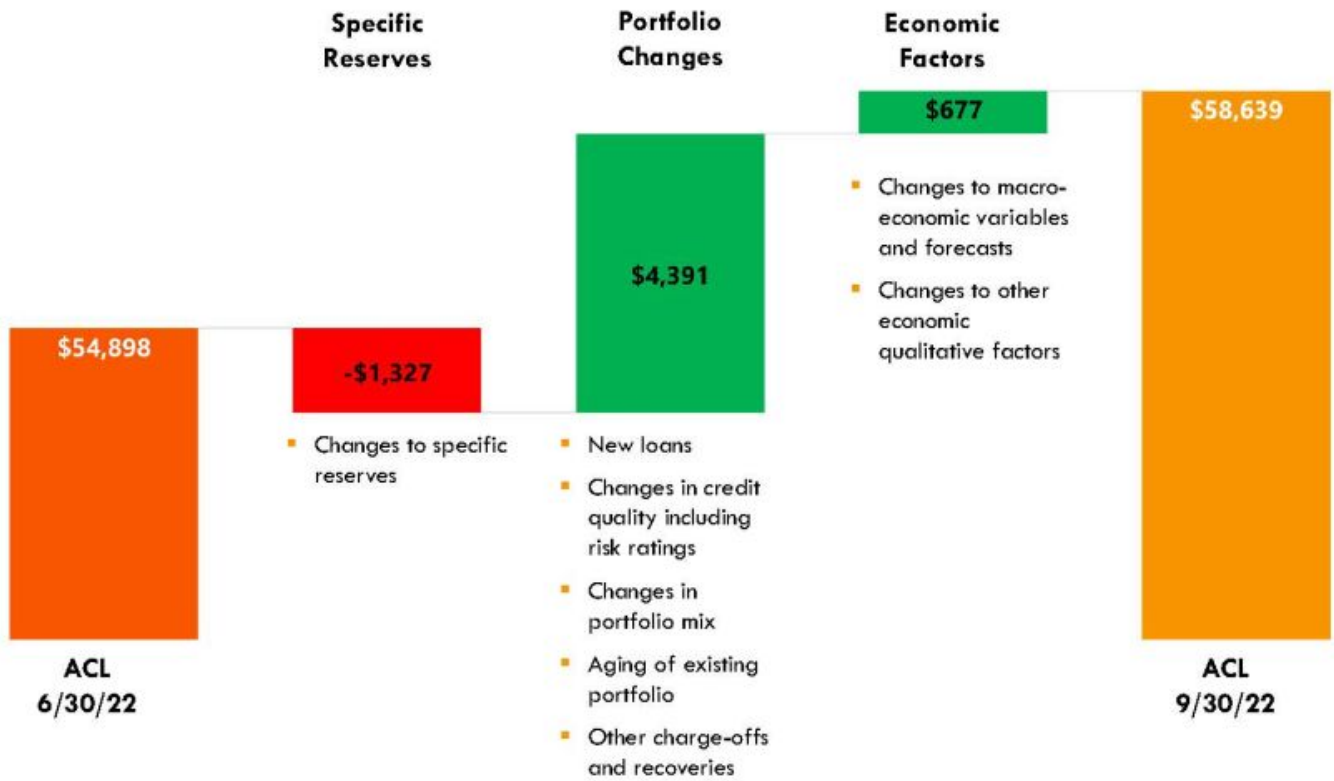 Specific
Reserves
Portfolio
Changes
Economic
Factors
$54,898
ACL
6/30/22
-$1,327
▪ Changes to specific
reserves
$4,391
▪ New loans
▪ Changes in credit
quality including
risk ratings
▪ Changes in
portfolio mix
▪ Aging of existing
portfolio
▪ Other charge-offs
and recoveries
$677
▪ Changes to macro-
economic variables
and forecasts
▪ Changes to other
economic
qualitative factors
$58,639
ACL
9/30/22